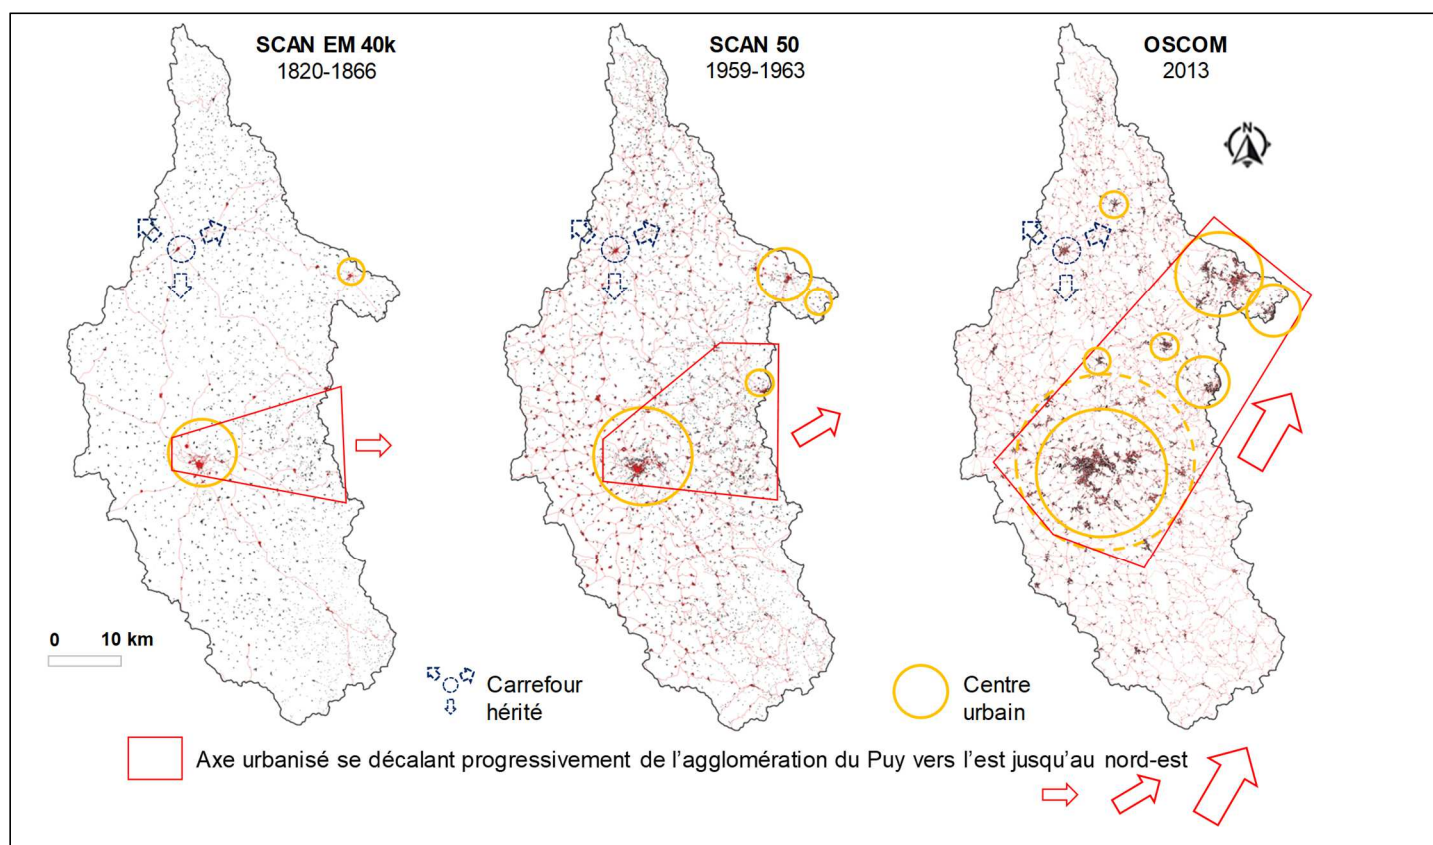 SCAN EM 40k
1820-1866
SCAN 50
1959-1963
OSCOM
2013
N
0 10 km
Carrefour
hérité
Centre
urbain
Axe urbanisé se décalant progressivement de l’agglomération du Puy vers l’est jusqu’au nord-est